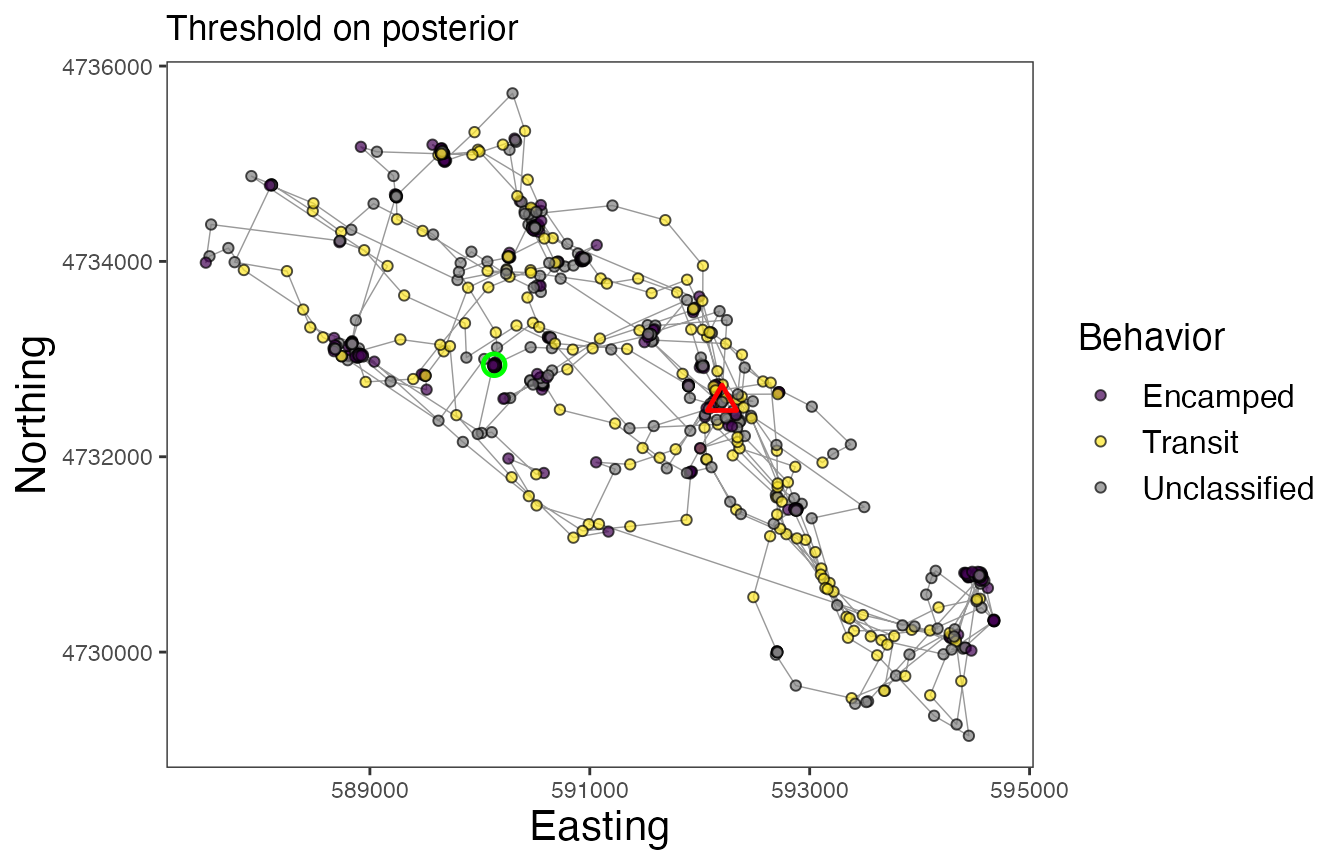 Threshold on posterior
4736000
4734000
4732000
4730000
Northing
589000
591000
593000
595000
Easting
Behavior
Encamped
Transit
Unclassified